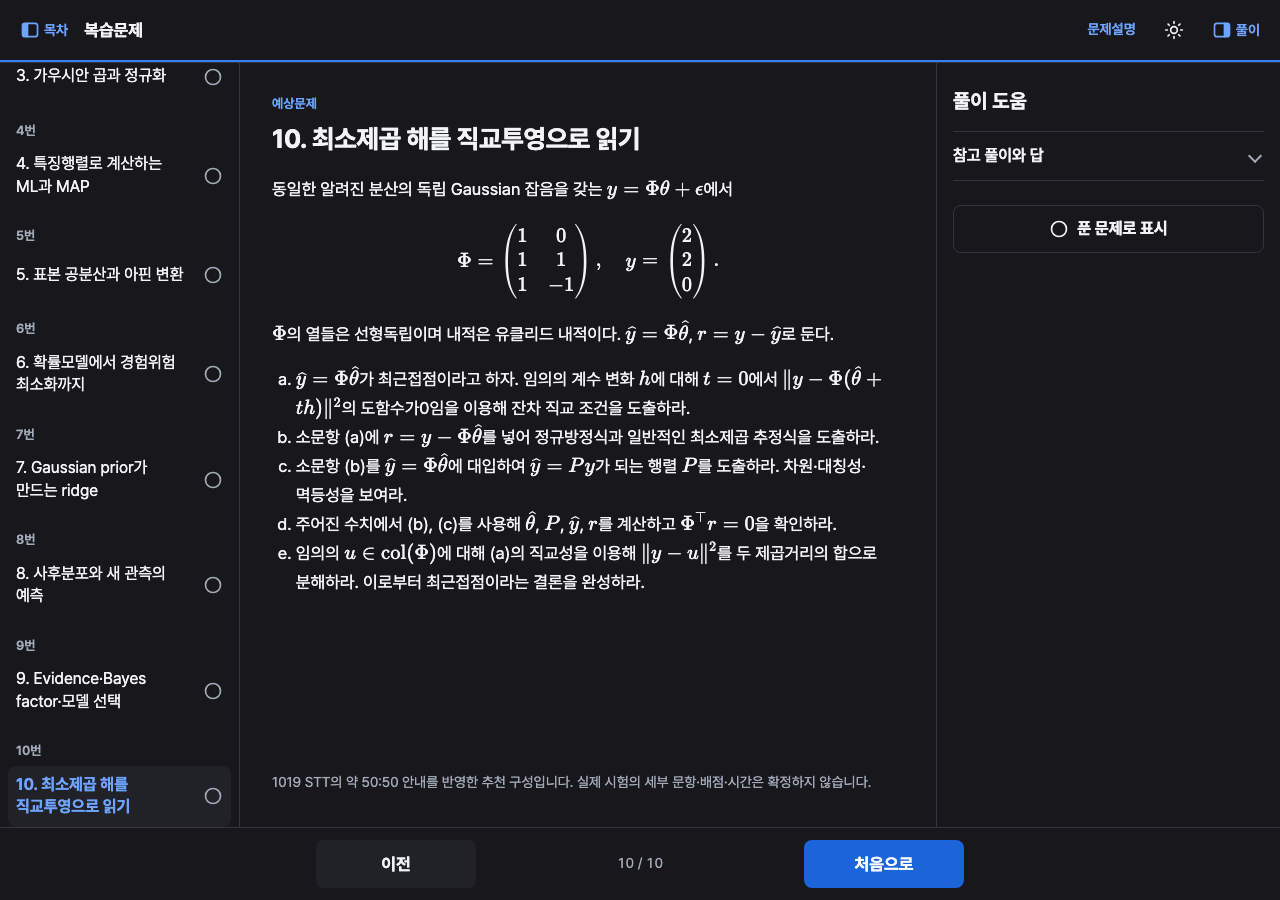 목차 복습문제 문제설명 풀이
3. 가우시안 곱과 정규화
4번
4. 특징행렬로 계산하는
ML과 MAP
5번
5. 표본 공분산과 아핀 변환
6번
6. 확률모델에서 경험위험
최소화까지
7번
7. Gaussian prior가
만드는 ridge
8번
8. 사후분포와 새 관측의
예측
9번
9. Evidence·Bayes
factor·모델 선택
10번
10. 최소제곱 해를
직교투영으로 읽기
예상문제
10. 최소제곱 해를 직교투영으로 읽기
동일한 알려진 분산의 독립 Gaussian 잡음을 갖는 y = Φθ + ϵ에서
Φ = (1 0; 1 1; 1 −1), y = (2; 2; 0).
Φ의 열들은 선형독립이며 내적은 유클리드 내적이다. ŷ = Φθ̂, r = y − ŷ로 둔다.
a. ŷ = Φθ̂가 최근접점이라고 하자. 임의의 계수 변화 h에 대해 t = 0에서 ‖y − Φ(θ̂ +
th)‖²의 도함수가0임을 이용해 잔차 직교 조건을 도출하라.
b. 소문항 (a)에 r = y − Φθ̂를 넣어 정규방정식과 일반적인 최소제곱 추정식을 도출하라.
c. 소문항 (b)를 ŷ = Φθ̂에 대입하여 ŷ = Py가 되는 행렬 P를 도출하라. 차원·대칭성·
멱등성을 보여라.
d. 주어진 수치에서 (b), (c)를 사용해 θ̂, P, ŷ, r를 계산하고 Φ⊤r = 0을 확인하라.
e. 임의의 u ∈ col(Φ)에 대해 (a)의 직교성을 이용해 ‖y − u‖²를 두 제곱거리의 합으로
분해하라. 이로부터 최근접점이라는 결론을 완성하라.
1019 STT의 약 50:50 안내를 반영한 추천 구성입니다. 실제 시험의 세부 문항·배점·시간은 확정하지 않습니다.
풀이 도움
참고 풀이와 답
푼 문제로 표시
이전 10 / 10 처음으로